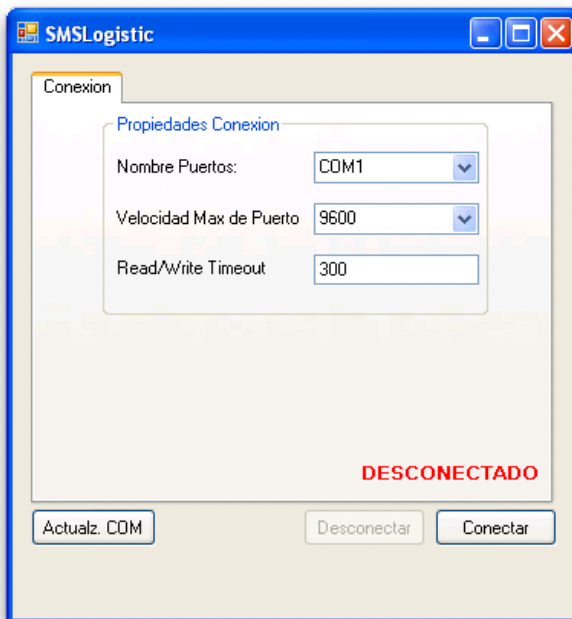 SMSLogistic
Conexion
Propiedades Conexion
Nombre Puertos: COM1
Velocidad Max de Puerto 9600
Read/Write Timeout 300
DESCONECTADO
Actualz. COM Desconectar Conectar